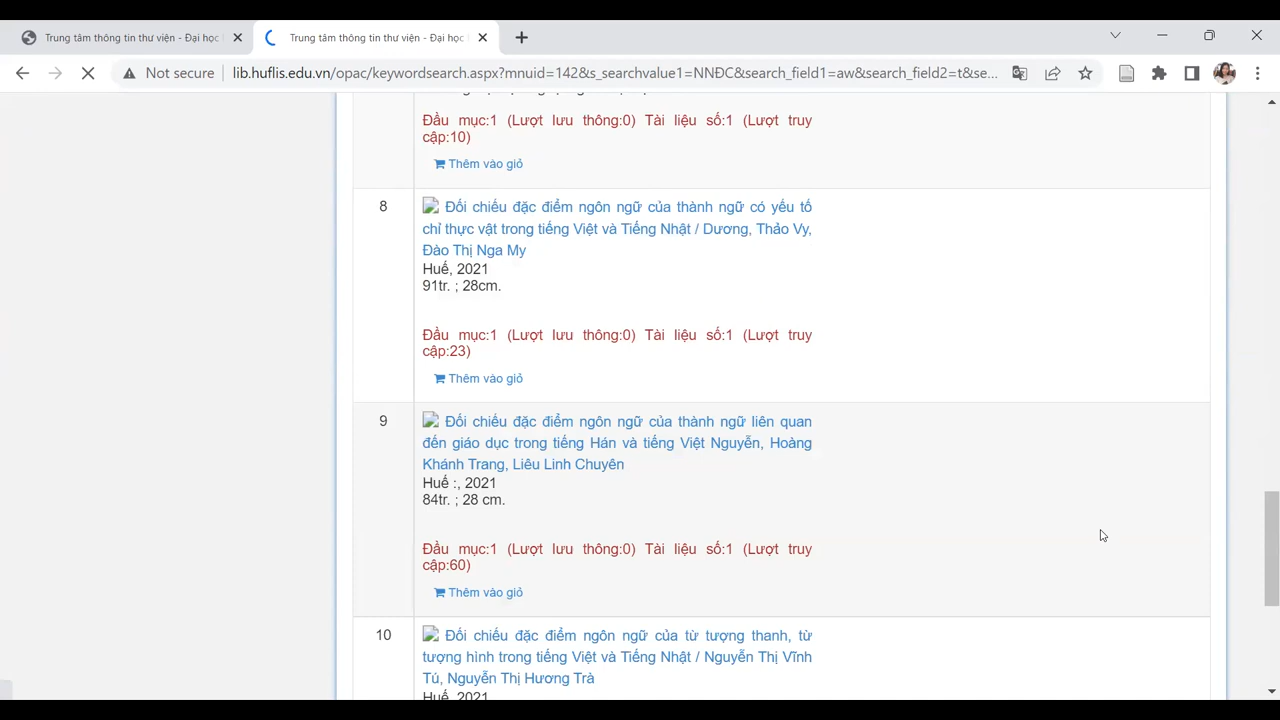 Trung tâm thông tin thư viện - Đại học
Trung tâm thông tin thư viện - Đại học
Not secure
lib.huflis.edu.vn/opac/keywordsearch.aspx?mnuid=142&s_searchvalue1=NNĐC&search_field1=aw&search_field2=t&se...
Đầu mục:1 (Lượt lưu thông:0) Tài liệu số:1 (Lượt truy
cập:10)
Thêm vào giỏ
8
Đối chiếu đặc điểm ngôn ngữ của thành ngữ có yếu tố
chỉ thực vật trong tiếng Việt và Tiếng Nhật / Dương, Thảo Vy,
Đào Thị Nga My
Huế, 2021
91tr. ; 28cm.
Đầu mục:1 (Lượt lưu thông:0) Tài liệu số:1 (Lượt truy
cập:23)
Thêm vào giỏ
9
Đối chiếu đặc điểm ngôn ngữ của thành ngữ liên quan
đến giáo dục trong tiếng Hán và tiếng Việt Nguyễn, Hoàng
Khánh Trang, Liêu Linh Chuyên
Huế :, 2021
84tr. ; 28 cm.
Đầu mục:1 (Lượt lưu thông:0) Tài liệu số:1 (Lượt truy
cập:60)
Thêm vào giỏ
10
Đối chiếu đặc điểm ngôn ngữ của từ tượng thanh, từ
tượng hình trong tiếng Việt và Tiếng Nhật / Nguyễn Thị Vĩnh
Tú, Nguyễn Thị Hương Trà
Huế, 2021